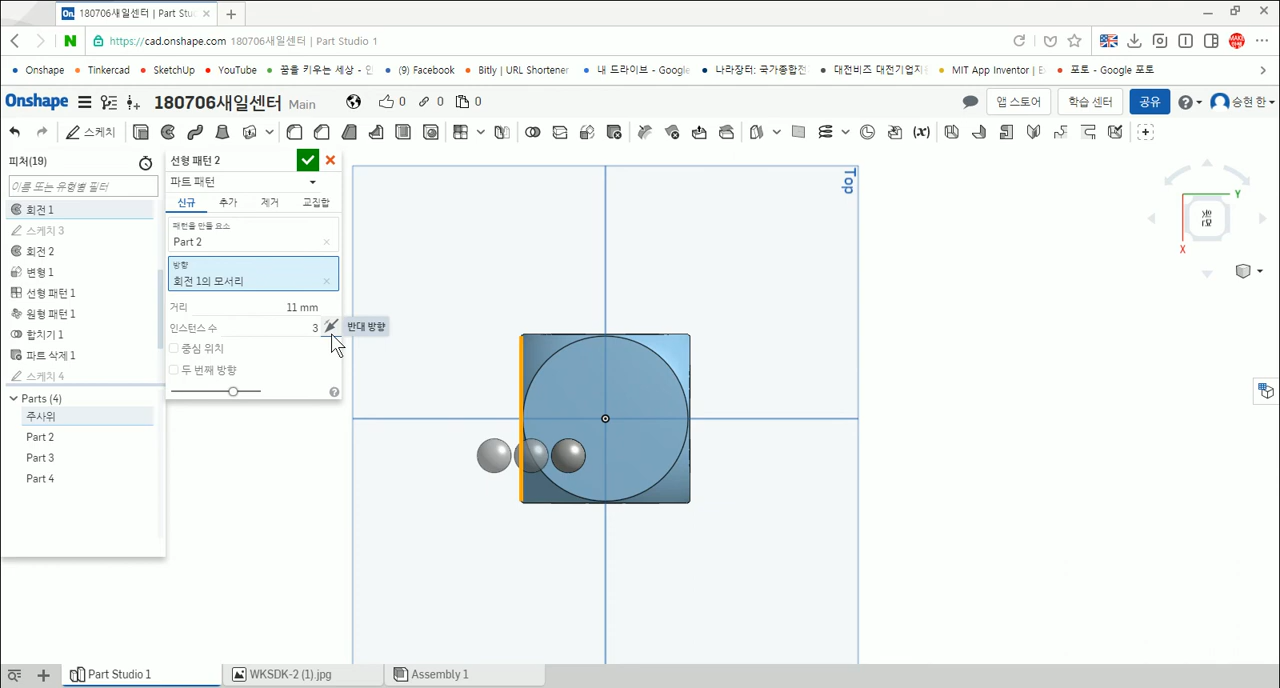 On. 180706새일센터 | Part Stu
N https://cad.onshape.com 180706새일센터 | Part Studio 1
Onshape Tinkercad SketchUp YouTube 꿈을 키우는 세상 - 인 (9) Facebook Bitly | URL Shortener 내 드라이브 - Google 나라장터: 국가종합전 대전비즈 대전기업지원 MIT App Inventor | E 포토 - Google 포토
Onshape 180706새일센터 Main 0 0 0 앱 스토어 학습 센터 공유 승현 한
스케치 (x)
피처(19)
이름 또는 유형별 필터
회전 1
스케치 3
회전 2
변형 1
선형 패턴 1
원형 패턴 1
합치기 1
파트 삭제 1
스케치 4
Parts (4)
주사위
Part 2
Part 3
Part 4
선형 패턴 2
파트 패턴
신규 추가 제거 교집합
패턴을 만들 요소
Part 2
방향
회전 1의 모서리
거리 11 mm
인스턴스 수 3 반대 방향
중심 위치
두 번째 방향
Top
Y
X
Part Studio 1 WKSDK-2 (1).jpg Assembly 1